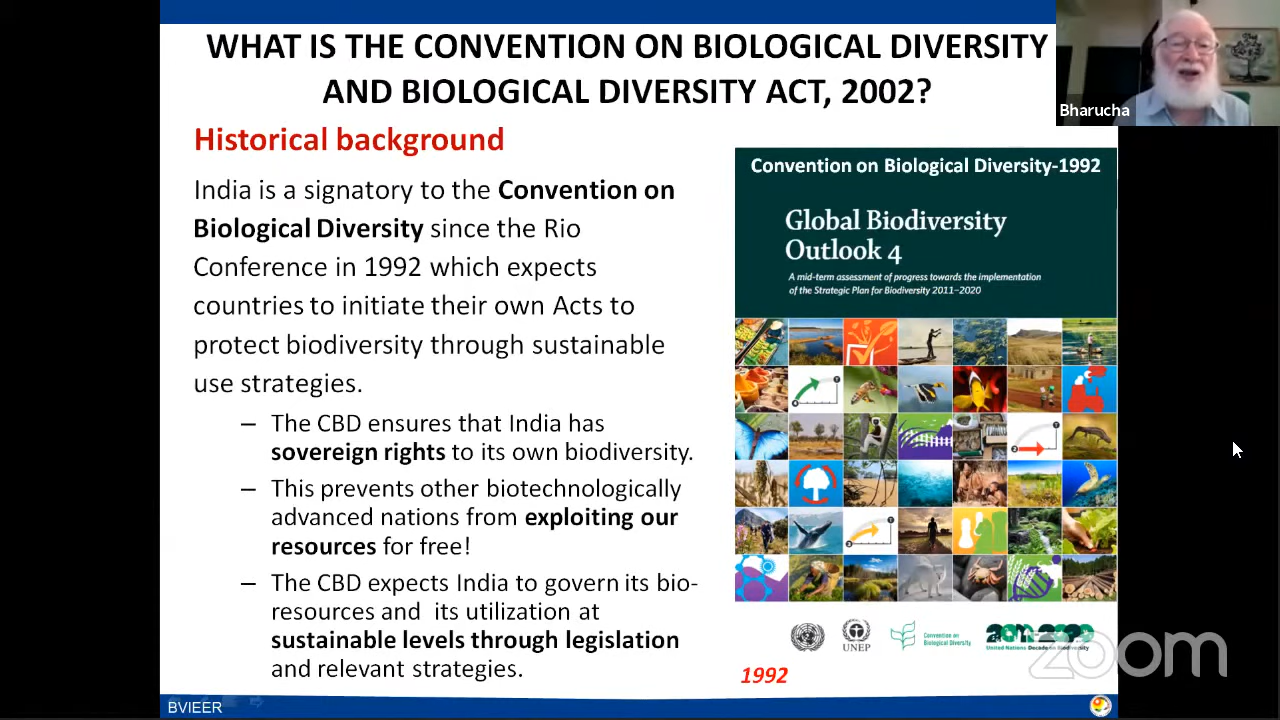 WHAT IS THE CONVENTION ON BIOLOGICAL DIVERSITY
AND BIOLOGICAL DIVERSITY ACT, 2002?
Bharucha
Historical background
India is a signatory to the Convention on
Biological Diversity since the Rio
Conference in 1992 which expects
countries to initiate their own Acts to
protect biodiversity through sustainable
use strategies.
– The CBD ensures that India has
sovereign rights to its own biodiversity.
– This prevents other biotechnologically
advanced nations from exploiting our
resources for free!
– The CBD expects India to govern its bio-
resources and its utilization at
sustainable levels through legislation
and relevant strategies.
Convention on Biological Diversity-1992
Global Biodiversity
Outlook 4
A mid-term assessment of progress towards the implementation
of the Strategic Plan for Biodiversity 2011–2020
UNEP
Convention on
Biological Diversity
2011-2020
United Nations Decade on Biodiversity
1992
zoom
BVIEER